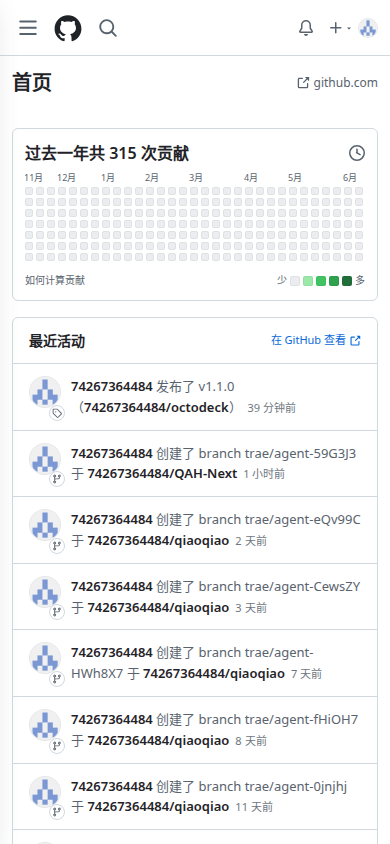 首页
github.com
过去一年共 315 次贡献
11月 12月 1月 2月 3月 4月 5月 6月
如何计算贡献
少 多
最近活动
在 GitHub 查看
74267364484 发布了 v1.1.0
（74267364484/octodeck） 39 分钟前
74267364484 创建了 branch trae/agent-59G3J3
于 74267364484/QAH-Next 1 小时前
74267364484 创建了 branch trae/agent-eQv99C
于 74267364484/qiaoqiao 2 天前
74267364484 创建了 branch trae/agent-CewsZY
于 74267364484/qiaoqiao 3 天前
74267364484 创建了 branch trae/agent-
HWh8X7 于 74267364484/qiaoqiao 7 天前
74267364484 创建了 branch trae/agent-fHiOH7
于 74267364484/qiaoqiao 8 天前
74267364484 创建了 branch trae/agent-0jnjhj
于 74267364484/qiaoqiao 11 天前